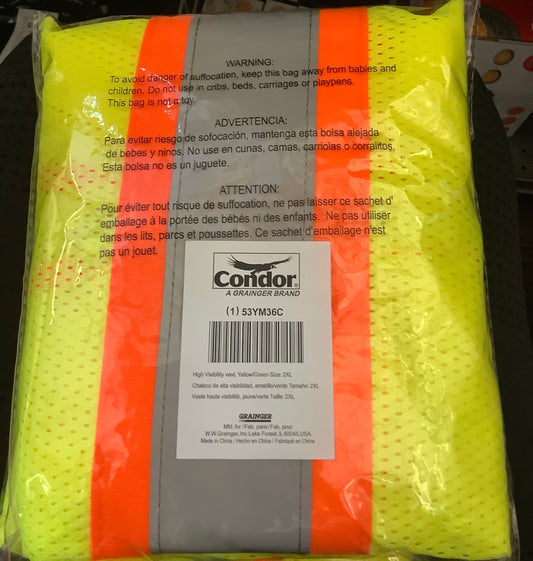 WARNING:
To avoid danger of suffocation, keep this bag away from babies and
children. Do not use in cribs, beds, carriages or playpens.
This bag is not a toy.
ADVERTENCIA:
Para evitar riesgo de sofocación, mantenga esta bolsa alejada
de bebes y ninos, No use en cunas, camas, carriolas o corralitos.
Esta bolsa no es un juguete.
ATTENTION:
Pour éviter tout risque de suffocation, ne pas laisser ce sachet d'
emballage à la portée des bébés ni des enfants. Ne pas utiliser
dans les lits, parcs et poussettes. Ce sachet d'emballage n'est
pas un jouet.
Condor®
A GRAINGER BRAND
(1) 53YM36C
High Visibility vest, Yellow/Green Size: 2XL
Chaleco de alta visibilidad, amarillo/verde Tamaño: 2XL
Veste haute visibilité, jaune/verte Taille: 2XL
GRAINGER
Mfd. for /Fab. para/ Fab. pour
W.W.Grainger, Inc.Lake Forest, IL60045,USA.
Made in China / Hecho en China / Fabriqué en Chine